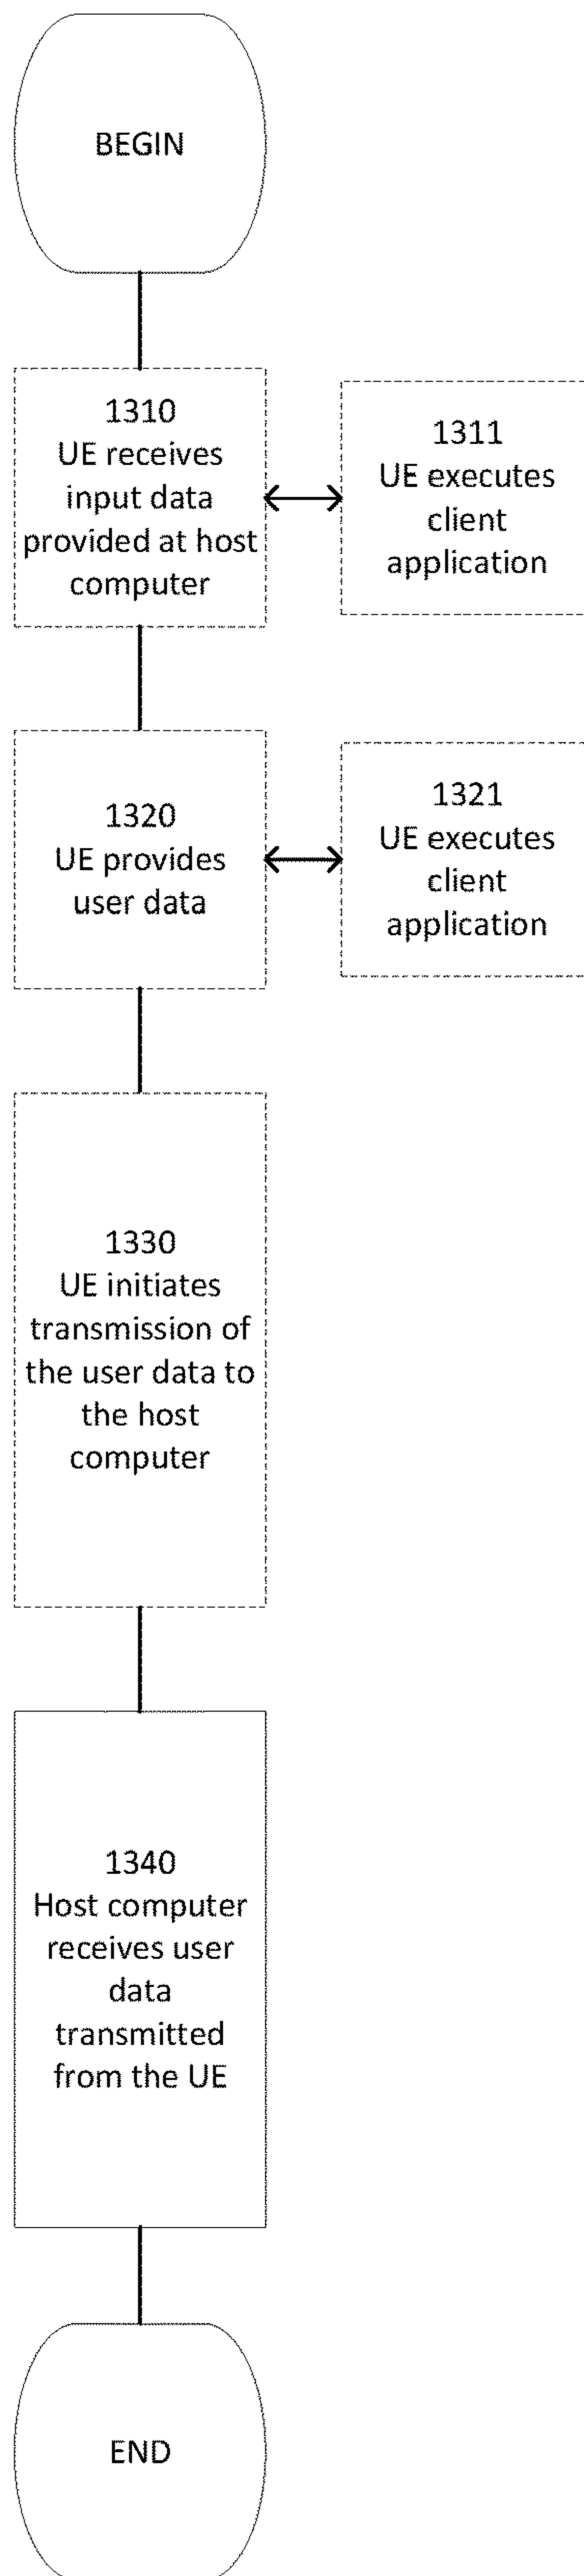 BEGIN
1310
UE receives
input data
provided at host
computer
1311
UE executes
client
application
1320
UE provides
user data
1321
UE executes
client
application
1330
UE initiates
transmission of
the user data to
the host
computer
1340
Host computer
receives user
data
transmitted
from the UE
END